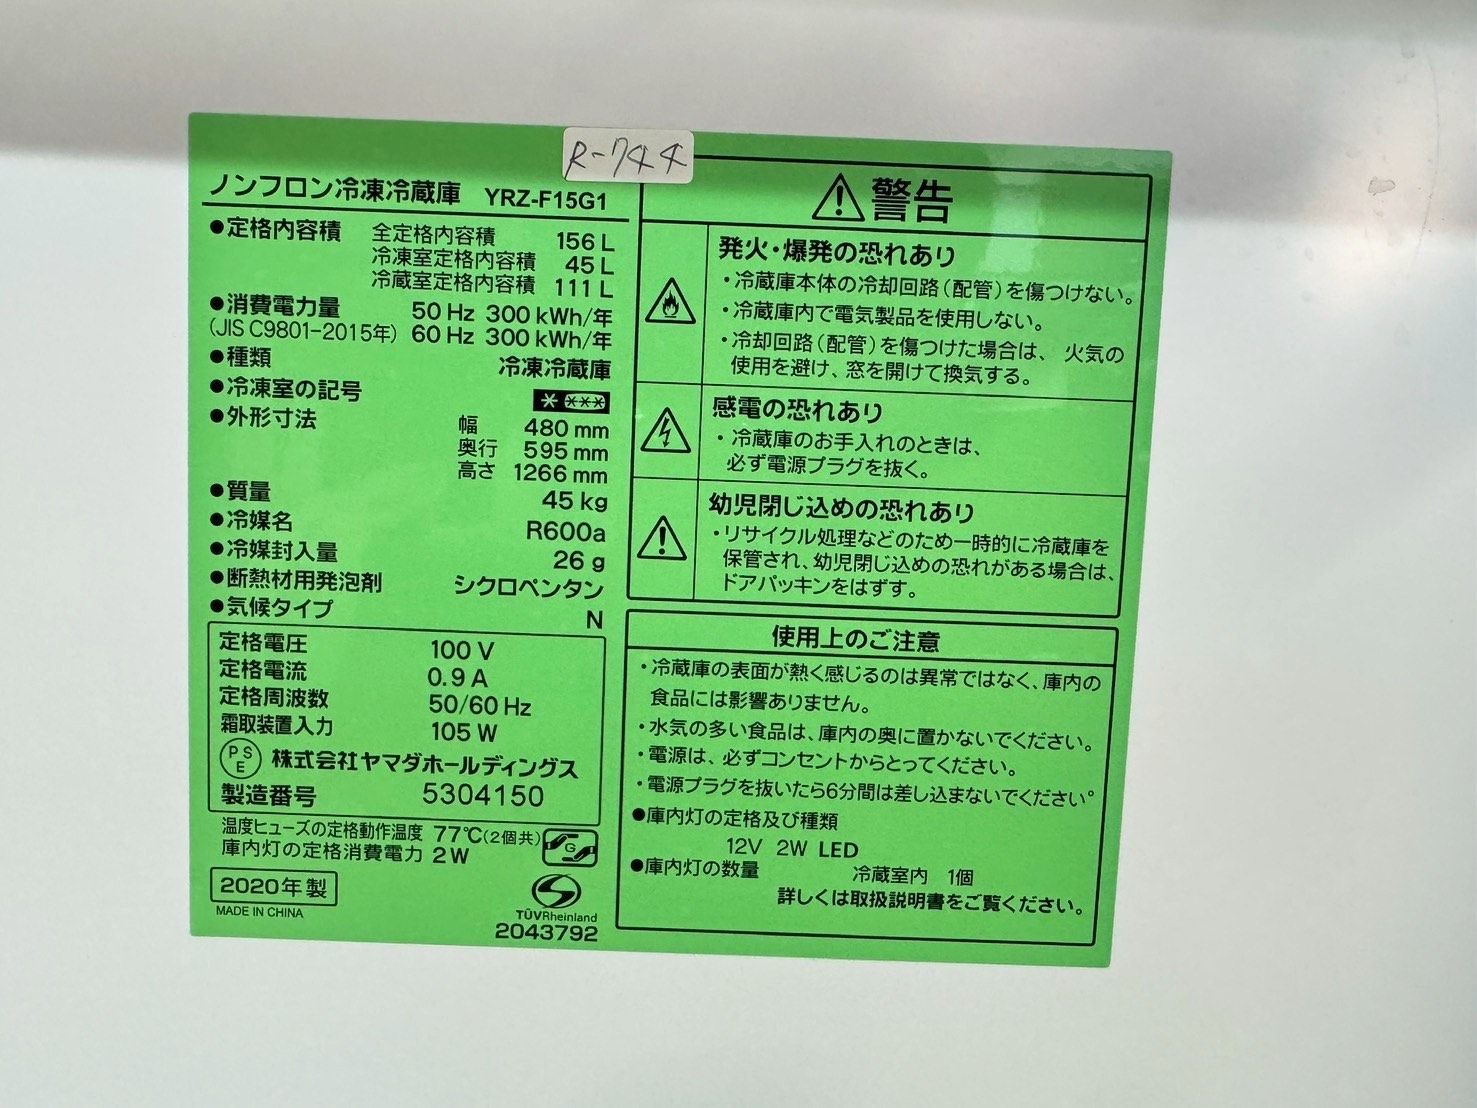 R-744
ノンフロン冷凍冷蔵庫 YRZ-F15G1
●定格内容積 全定格内容積 156 L
冷凍室定格内容積 45 L
冷蔵室定格内容積 111 L
●消費電力量 50 Hz 300 kWh/年
(JIS C9801-2015年) 60 Hz 300 kWh/年
●種類 冷凍冷蔵庫
●冷凍室の記号
●外形寸法 幅 480 mm
奥行 595 mm
高さ 1266 mm
●質量 45 kg
●冷媒名 R600a
●冷媒封入量 26 g
●断熱材用発泡剤 シクロペンタン
●気候タイプ N
定格電圧 100 V
定格電流 0.9 A
定格周波数 50/60 Hz
霜取装置入力 105 W
PSE 株式会社ヤマダホールディングス
製造番号 5304150
温度ヒューズの定格動作温度 77℃(2個共)
庫内灯の定格消費電力 2W
G
2020年製
MADE IN CHINA
TÜVRheinland
2043792
警告
発火・爆発の恐れあり
・冷蔵庫本体の冷却回路(配管)を傷つけない。
・冷蔵庫内で電気製品を使用しない。
・冷却回路(配管)を傷つけた場合は、火気の
使用を避け、窓を開けて換気する。
感電の恐れあり
・冷蔵庫のお手入れのときは、
必ず電源プラグを抜く。
幼児閉じ込めの恐れあり
・リサイクル処理などのため一時的に冷蔵庫を
保管され、幼児閉じ込めの恐れがある場合は、
ドアパッキンをはずす。
使用上のご注意
・冷蔵庫の表面が熱く感じるのは異常ではなく、庫内の
食品には影響ありません。
・水気の多い食品は、庫内の奥に置かないでください。
・電源は、必ずコンセントからとってください。
・電源プラグを抜いたら6分間は差し込まないでください。
●庫内灯の定格及び種類
12V 2W LED
●庫内灯の数量 冷蔵室内 1個
詳しくは取扱説明書をご覧ください。